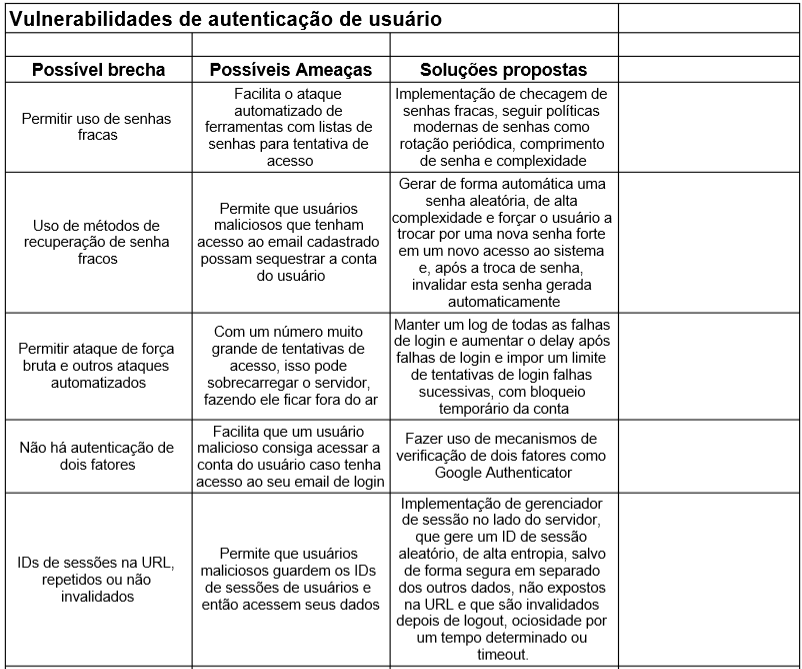 Vulnerabilidades de autenticação de usuário
Possível brecha
Possíveis Ameaças
Soluções propostas
Permitir uso de senhas
fracas
Facilita o ataque
automatizado de
ferramentas com listas de
senhas para tentativa de
acesso
Implementação de checagem de
senhas fracas, seguir políticas
modernas de senhas como
rotação periódica, comprimento
de senha e complexidade
Uso de métodos de
recuperação de senha
fracos
Permite que usuários
maliciosos que tenham
acesso ao email cadastrado
possam sequestrar a conta
do usuário
Gerar de forma automática uma
senha aleatória, de alta
complexidade e forçar o usuário a
trocar por uma nova senha forte
em um novo acesso ao sistema
e, após a troca de senha,
invalidar esta senha gerada
automaticamente
Permitir ataque de força
bruta e outros ataques
automatizados
Com um número muito
grande de tentativas de
acesso, isso pode
sobrecarregar o servidor,
fazendo ele ficar fora do ar
Manter um log de todas as falhas
de login e aumentar o delay após
falhas de login e impor um limite
de tentativas de login falhas
sucessivas, com bloqueio
temporário da conta
Não há autenticação de
dois fatores
Facilita que um usuário
malicioso consiga acessar a
conta do usuário caso tenha
acesso ao seu email de login
Fazer uso de mecanismos de
verificação de dois fatores como
Google Authenticator
IDs de sessões na URL,
repetidos ou não
invalidados
Permite que usuários
maliciosos guardem os IDs
de sessões de usuários e
então acessem seus dados
Implementação de gerenciador
de sessão no lado do servidor,
que gere um ID de sessão
aleatório, de alta entropia, salvo
de forma segura em separado
dos outros dados, não expostos
na URL e que são invalidados
depois de logout, ociosidade por
um tempo determinado ou
timeout.